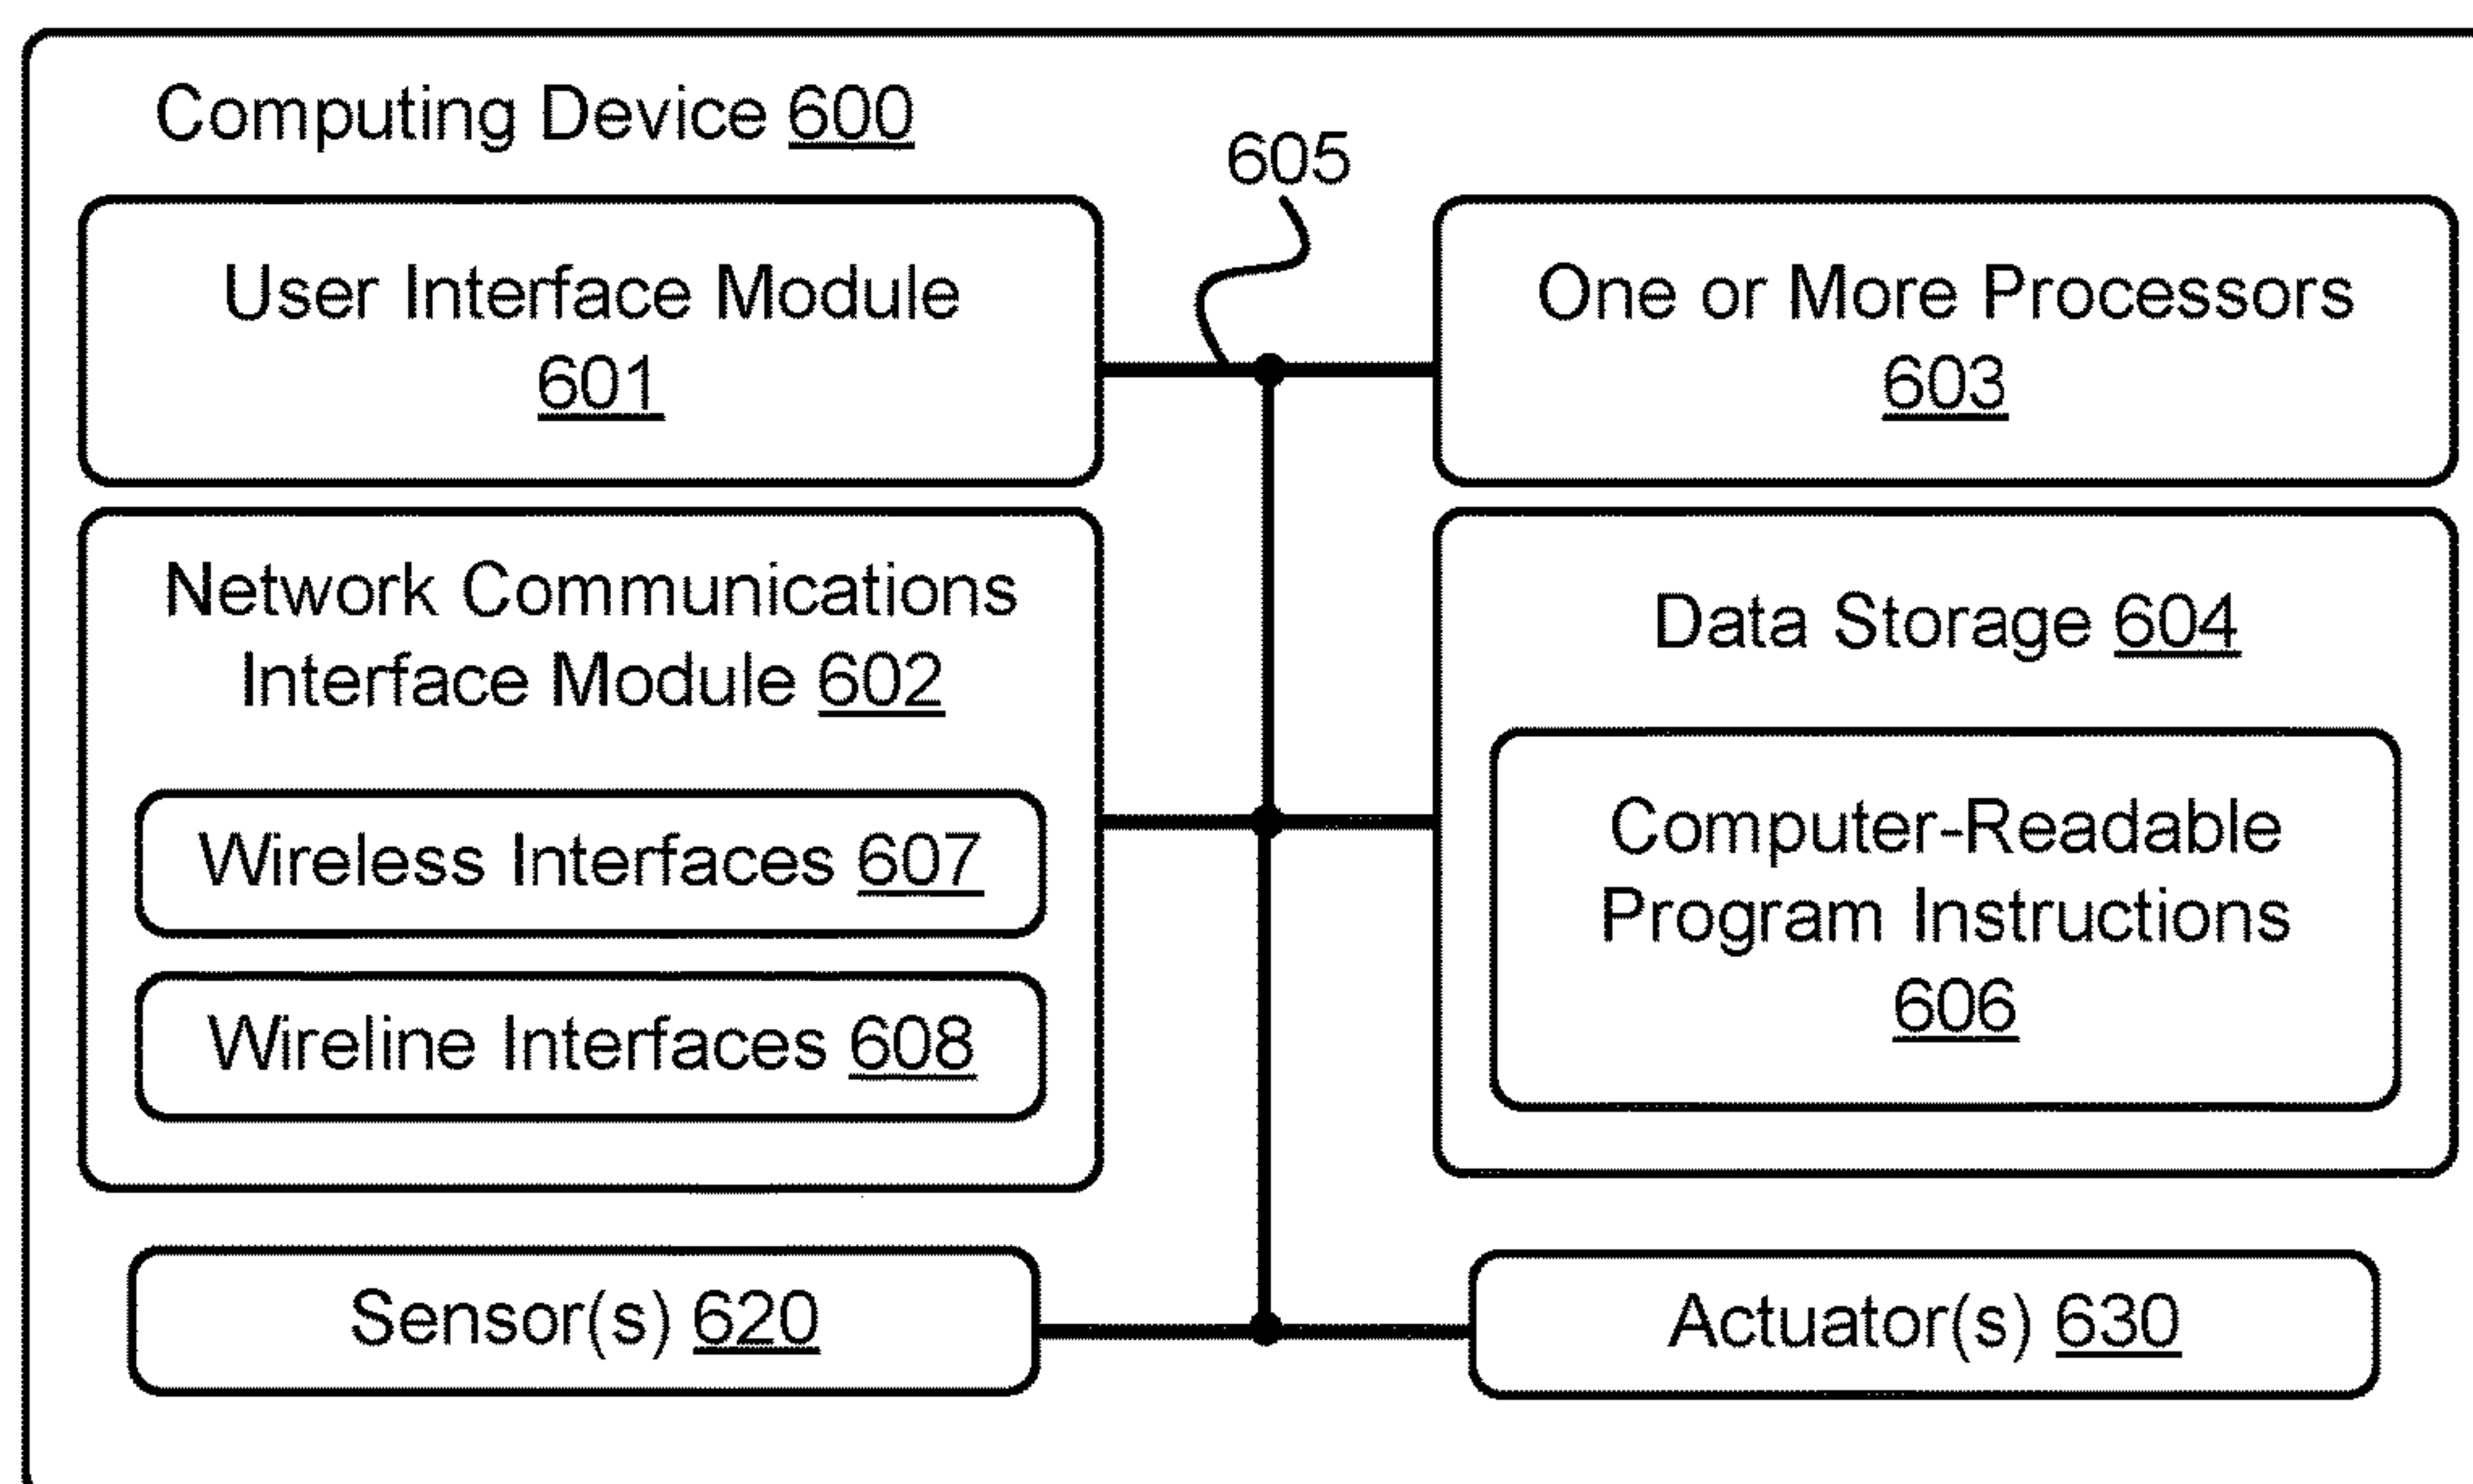 Computing Device 600
605
User Interface Module
601
One or More Processors
603
Network Communications
Interface Module 602
Wireless Interfaces 607
Wireline Interfaces 608
Data Storage 604
Computer-Readable
Program Instructions
606
Sensor(s) 620
Actuator(s) 630